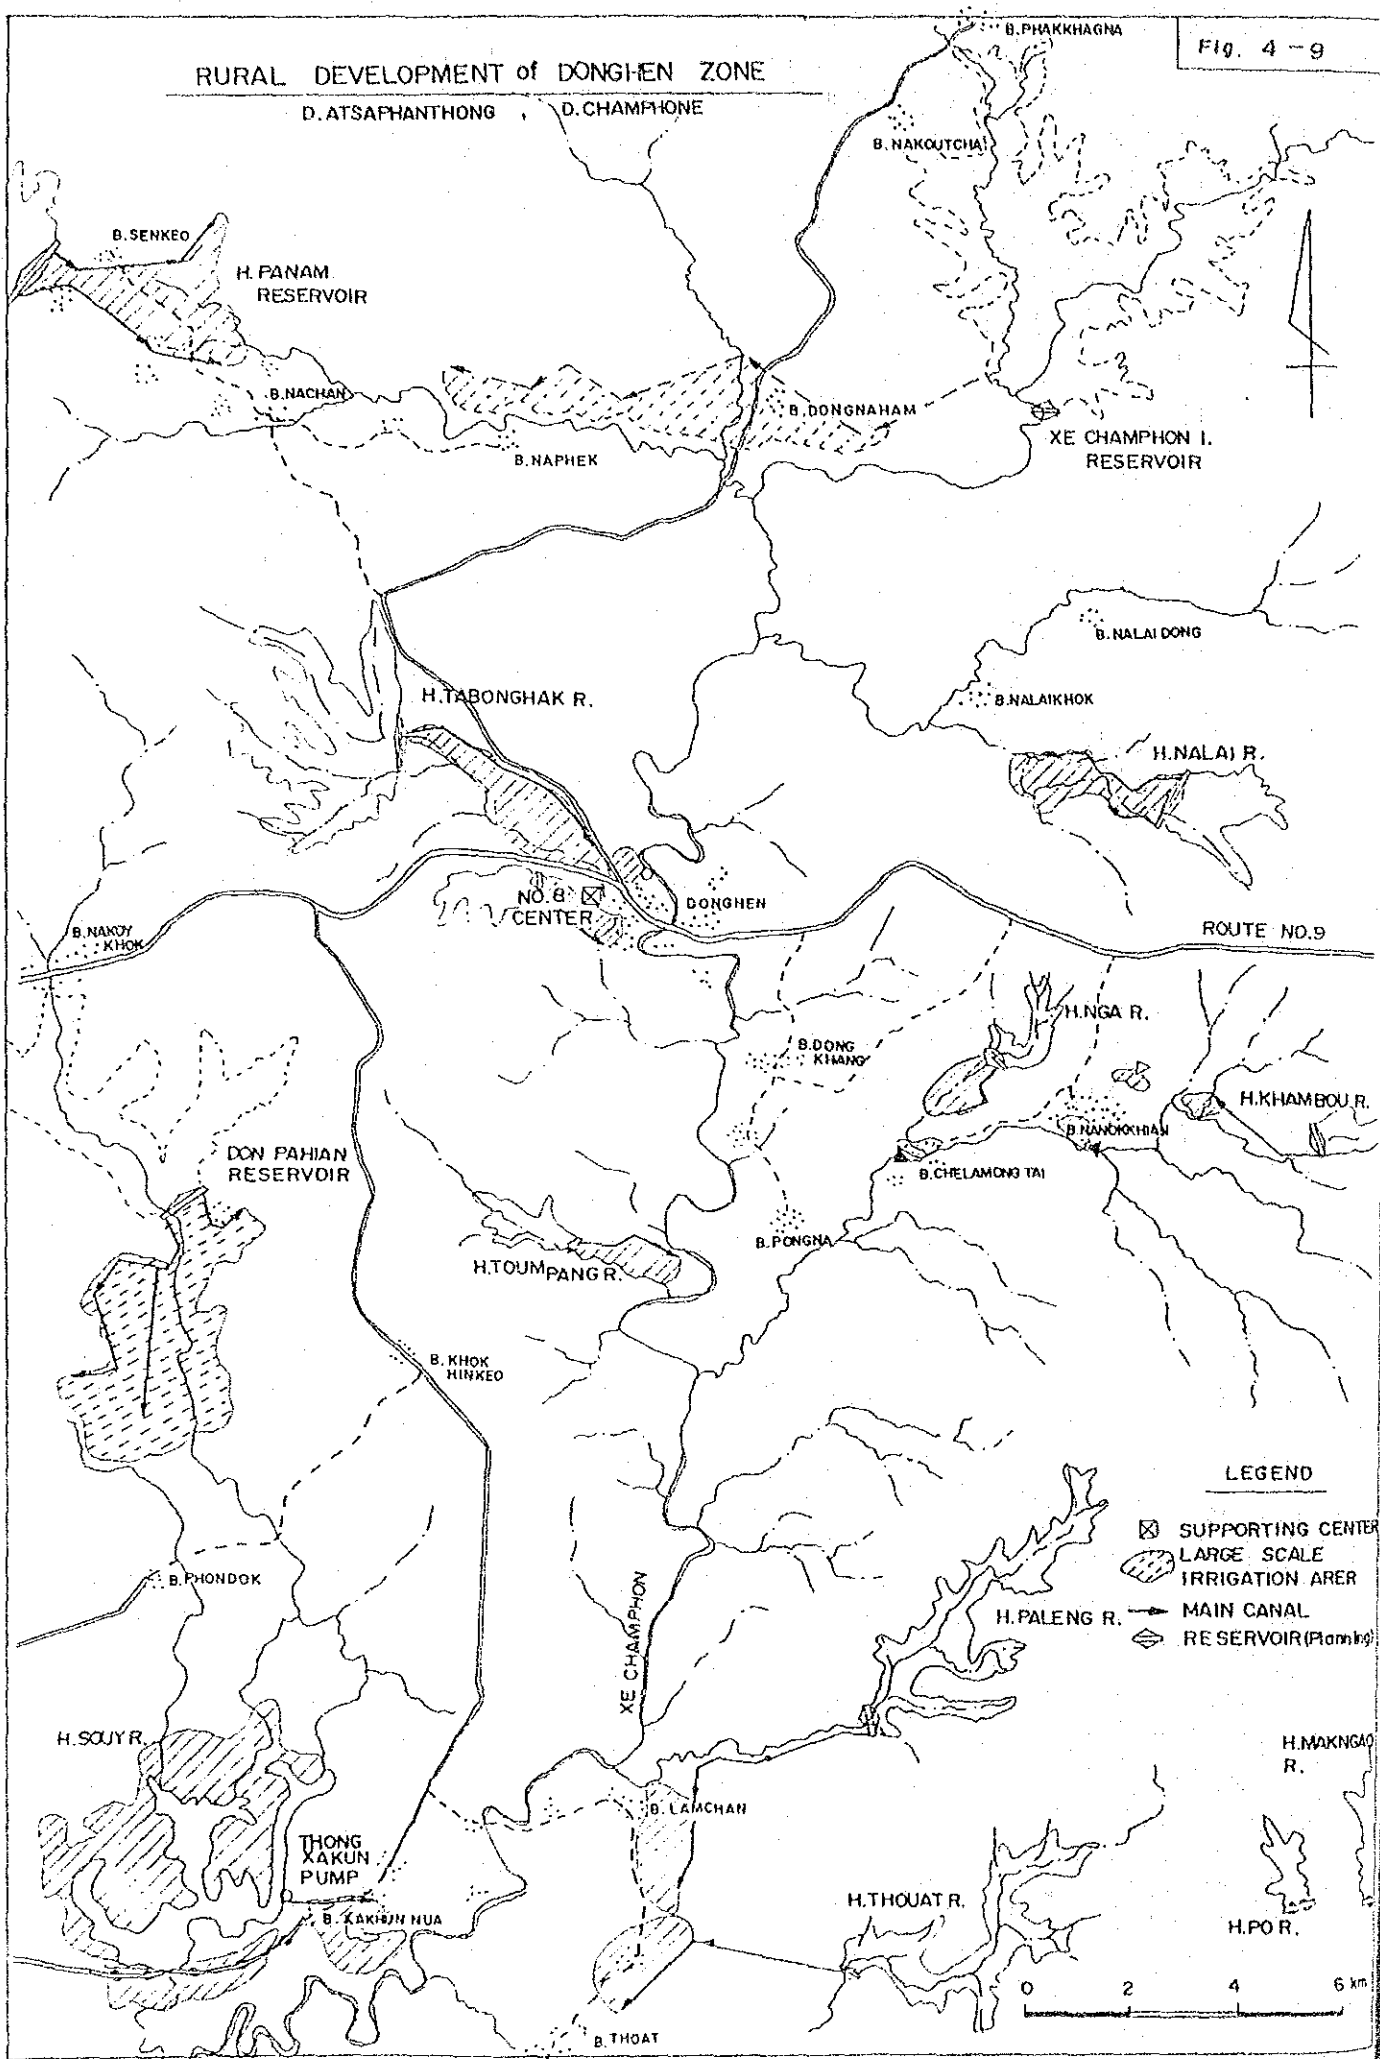 B.PHAKKHAGNA
Fig. 4-9
RURAL DEVELOPMENT of DONGHEN ZONE
D.ATSAPHANTHONG , D.CHAMPHONE
B.NAKOUTCHAI
B.SENKEO
H.PANAM
RESERVOIR
B.NACHAN
B.DONGNAHAM
B.NAPHEK
XE CHAMPHON I.
RESERVOIR
B.NALAI DONG
H.TABONGHAK R.
B.NALAIKHOK
H.NALAI R.
NO.8
CENTER
DONGHEN
B.NAKOY
KHOK
ROUTE NO.9
H.NGA R.
B.DONG
KHANG
H.KHAMBOU R.
B.NANOKKHIAN
DON PAHIAN
RESERVOIR
B.CHELAMONG TAI
B.PONGNA
H.TOUMPANG R.
B.KHOK
HINKEO
LEGEND
SUPPORTING CENTER
LARGE SCALE
IRRIGATION ARER
MAIN CANAL
RESERVOIR(Planning)
B.PHONDOK
H.PALENG R.
XE CHAMPHON
H.SOUY R.
H.MAKNGAO
R.
B.LAMCHAN
THONG
XAKUN
PUMP
H.THOUAT R.
B.XAKHUN NUA
H.PO R.
0 2 4 6 km
B.THOAT